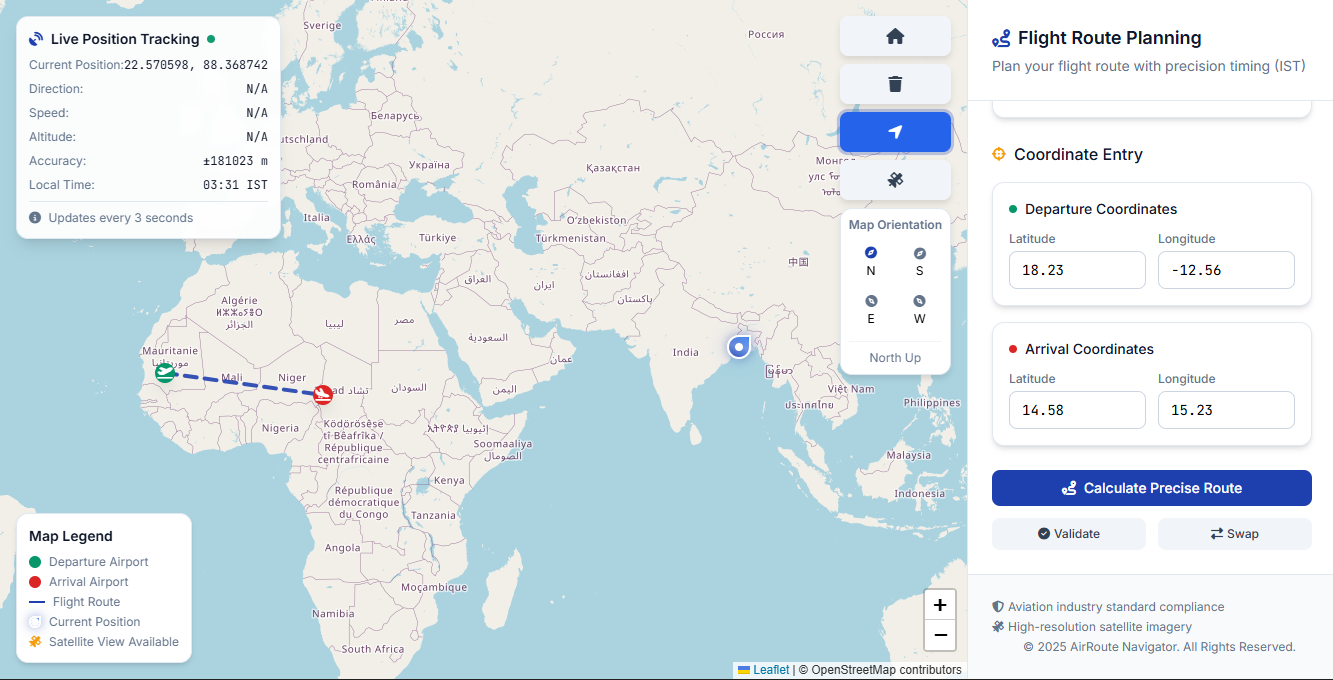 Live Position Tracking
Current Position:22.570598, 88.368742
Direction: N/A
Speed: N/A
Altitude: N/A
Accuracy: ±181023 m
Local Time: 03:31 IST
Updates every 3 seconds
Sverige
Россия
Беларусь
utschland
Україна
Қазақстан
România
Italia
Ελλάς
Türkiye
Oʻzbekiston
Türkmenistan
中国
افغانستان
ایران
العراق
پاکستان
Algérie
ⵍⵣⵣⴰⵢⴻⵔ
الجزائر
ليبيا
مصر
السعودية
عمان
India
Mauritanie
موريتانيا
Mali
Niger
ad تشاد
السودان
اليمن
Việt Nam
ประเทศไทย
Philippines
Nigeria
Ködörösêse
tî Bêafrîka /
République
centrafricaine
Soomaaliya
الصومال
Kenya
Malaysia
Indonesia
République
démocratique
du Congo
Tanzania
Angola
Moçambique
Namibia
South Africa
Map Orientation
N S
E W
North Up
Map Legend
Departure Airport
Arrival Airport
Flight Route
Current Position
Satellite View Available
+
−
Leaflet | © OpenStreetMap contributors
Flight Route Planning
Plan your flight route with precision timing (IST)
Coordinate Entry
Departure Coordinates
Latitude Longitude
18.23 -12.56
Arrival Coordinates
Latitude Longitude
14.58 15.23
Calculate Precise Route
Validate Swap
Aviation industry standard compliance
High-resolution satellite imagery
© 2025 AirRoute Navigator. All Rights Reserved.